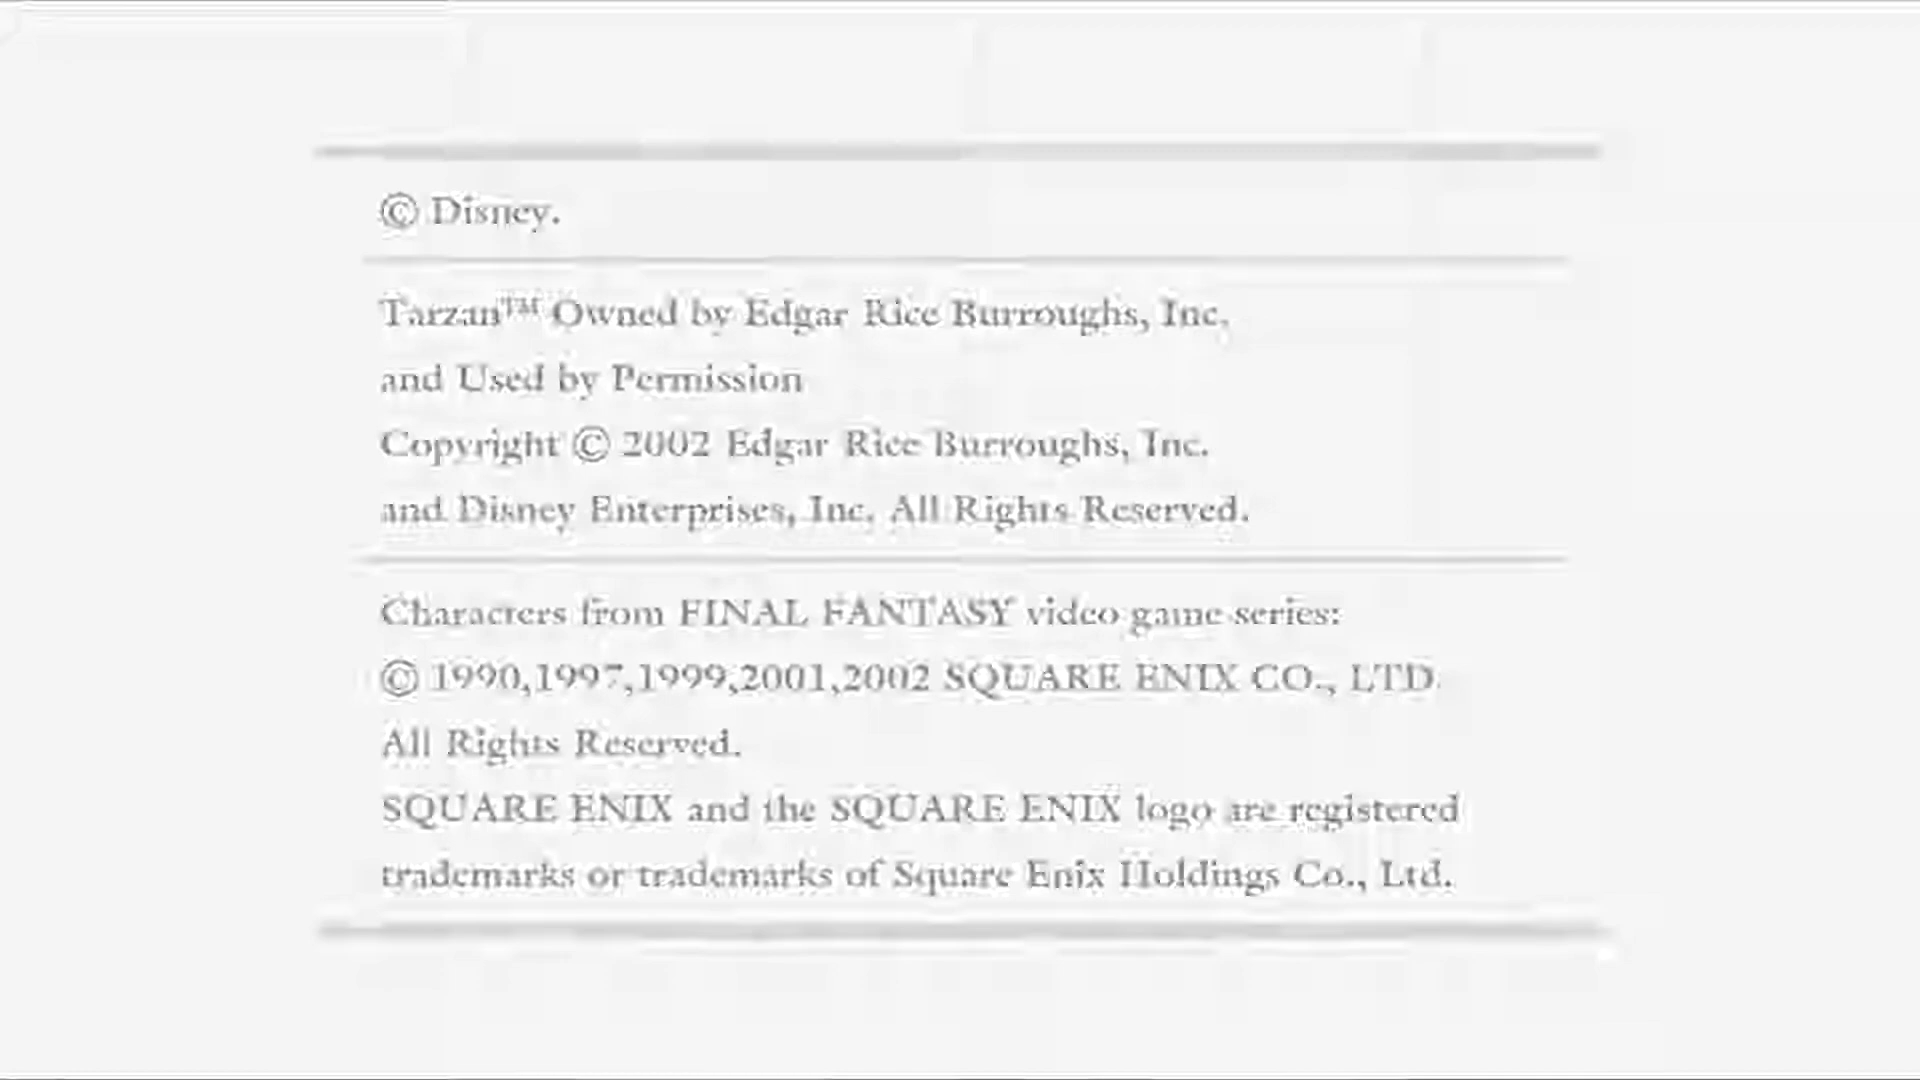 © Disney.
Tarzan™ Owned by Edgar Rice Burroughs, Inc.
and Used by Permission
Copyright © 2002 Edgar Rice Burroughs, Inc.
and Disney Enterprises, Inc. All Rights Reserved.
Characters from FINAL FANTASY video game series:
© 1990,1997,1999,2001,2002 SQUARE ENIX CO., LTD.
All Rights Reserved.
SQUARE ENIX and the SQUARE ENIX logo are registered
trademarks or trademarks of Square Enix Holdings Co., Ltd.